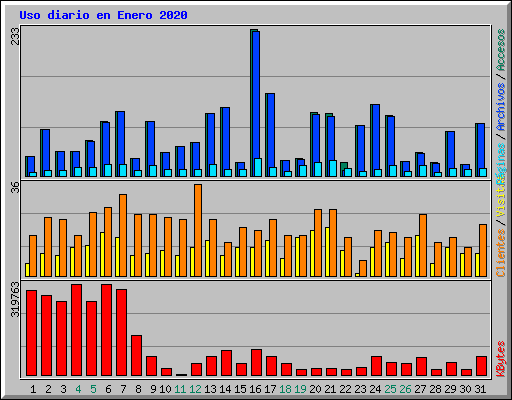 Uso diario en Enero 2020
233
36
319763
Accesos
/ Archivos /
Páginas
Clientes / visitas
KBytes
1 2 3 4 5 6 7 8 9 10 11 12 13 14 15 16 17 18 19 20 21 22 23 24 25 26 27 28 29 30 31